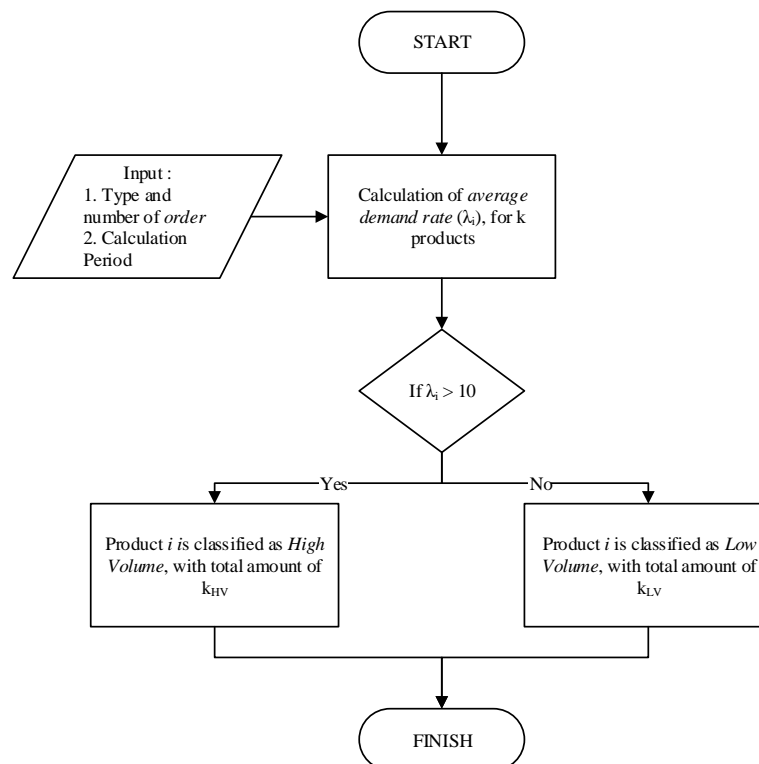 START
Input :
1. Type and
number of order
2. Calculation
Period
Calculation of average
demand rate (λi), for k
products
If λi > 10
Yes
No
Product i is classified as High
Volume, with total amount of
kHV
Product i is classified as Low
Volume, with total amount of
kLV
FINISH